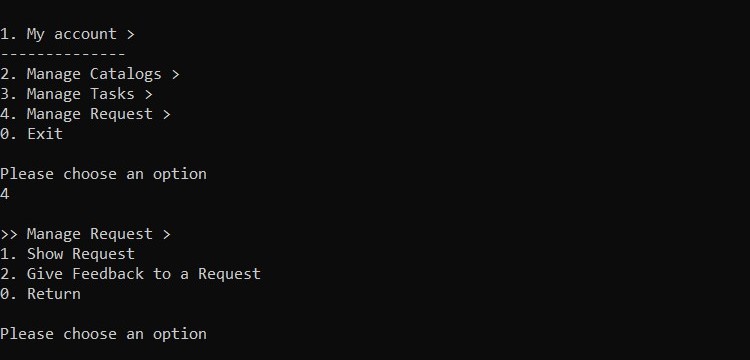 1. My account >
--------------
2. Manage Catalogs >
3. Manage Tasks >
4. Manage Request >
0. Exit
Please choose an option
4
>> Manage Request >
1. Show Request
2. Give Feedback to a Request
0. Return
Please choose an option